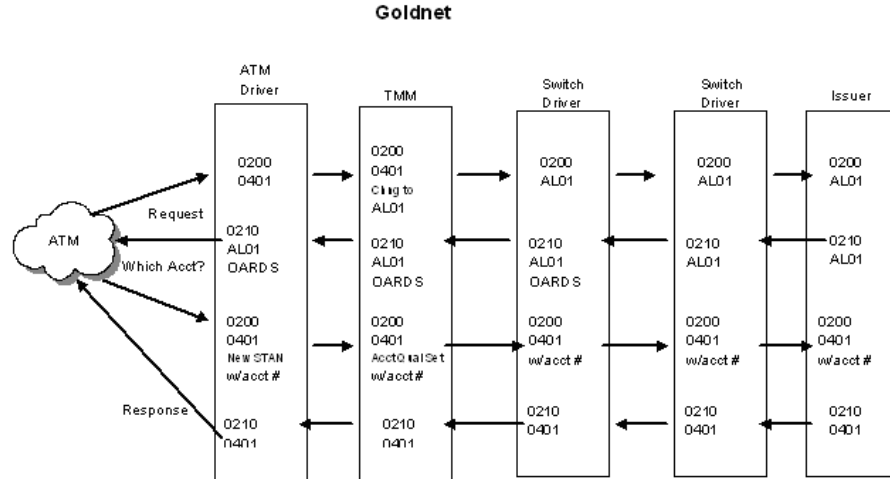 Goldnet
ATM
Driver
TMM
Switch
Driver
Switch
Driver
Issuer
0200
0401
0200
0401
Chng to
AL01
0200
AL01
0200
AL01
0200
AL01
Request
ATM
0210
AL01
OARDS
0210
AL01
OARDS
0210
AL01
OARDS
0210
AL01
0210
AL01
Which Acct?
0200
0401
New STAN
w/acct #
0200
0401
AcctQualSet
w/acct #
0200
0401
w/acct #
0200
0401
w/acct #
0200
0401
w/acct #
Response
0210
0401
0210
0401
0210
0401
0210
0401
0210
0401